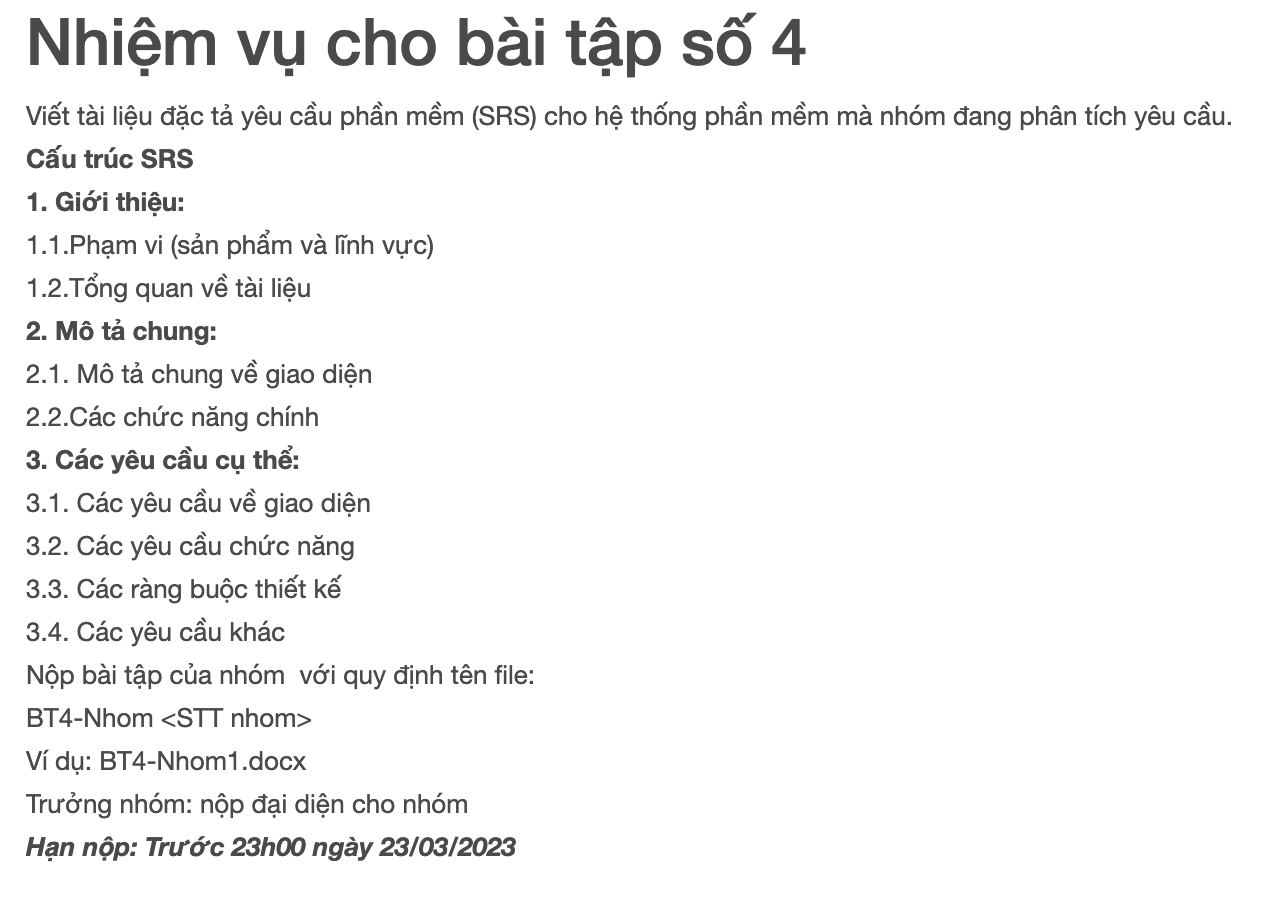 Nhiệm vụ cho bài tập số 4
Viết tài liệu đặc tả yêu cầu phần mềm (SRS) cho hệ thống phần mềm mà nhóm đang phân tích yêu cầu.
Cấu trúc SRS
1. Giới thiệu:
1.1.Phạm vi (sản phẩm và lĩnh vực)
1.2.Tổng quan về tài liệu
2. Mô tả chung:
2.1. Mô tả chung về giao diện
2.2.Các chức năng chính
3. Các yêu cầu cụ thể:
3.1. Các yêu cầu về giao diện
3.2. Các yêu cầu chức năng
3.3. Các ràng buộc thiết kế
3.4. Các yêu cầu khác
Nộp bài tập của nhóm  với quy định tên file:
BT4-Nhom <STT nhom>
Ví dụ: BT4-Nhom1.docx
Trưởng nhóm: nộp đại diện cho nhóm
Hạn nộp: Trước 23h00 ngày 23/03/2023